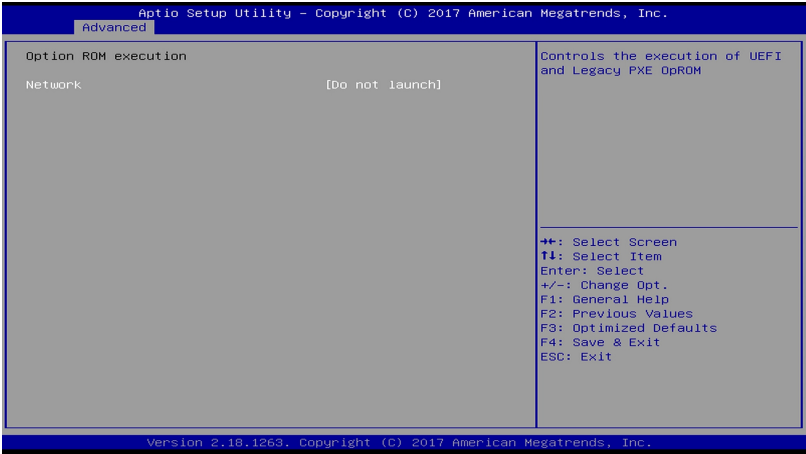 Aptio Setup Utility – Copyright (C) 2017 American Megatrends, Inc.
Advanced
Option ROM execution
Network [Do not launch]
Controls the execution of UEFI
and Legacy PXE OpROM
→←: Select Screen
↑↓: Select Item
Enter: Select
+/-: Change Opt.
F1: General Help
F2: Previous Values
F3: Optimized Defaults
F4: Save & Exit
ESC: Exit
Version 2.18.1263. Copyright (C) 2017 American Megatrends, Inc.